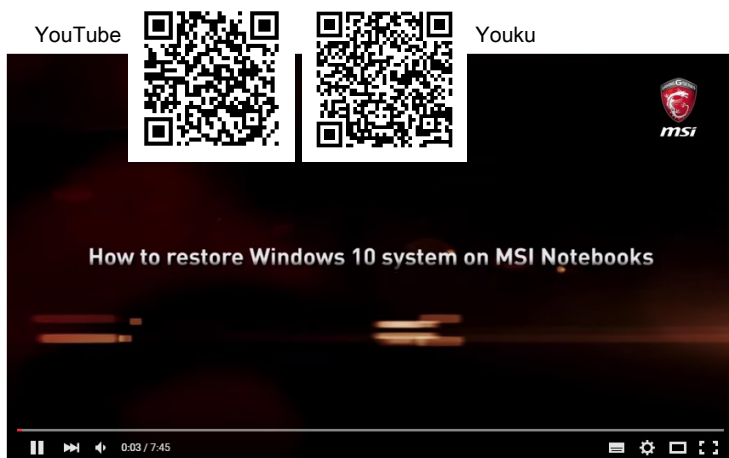 YouTube
Youku
msi
How to restore Windows 10 system on MSI Notebooks
0:03 / 7:45